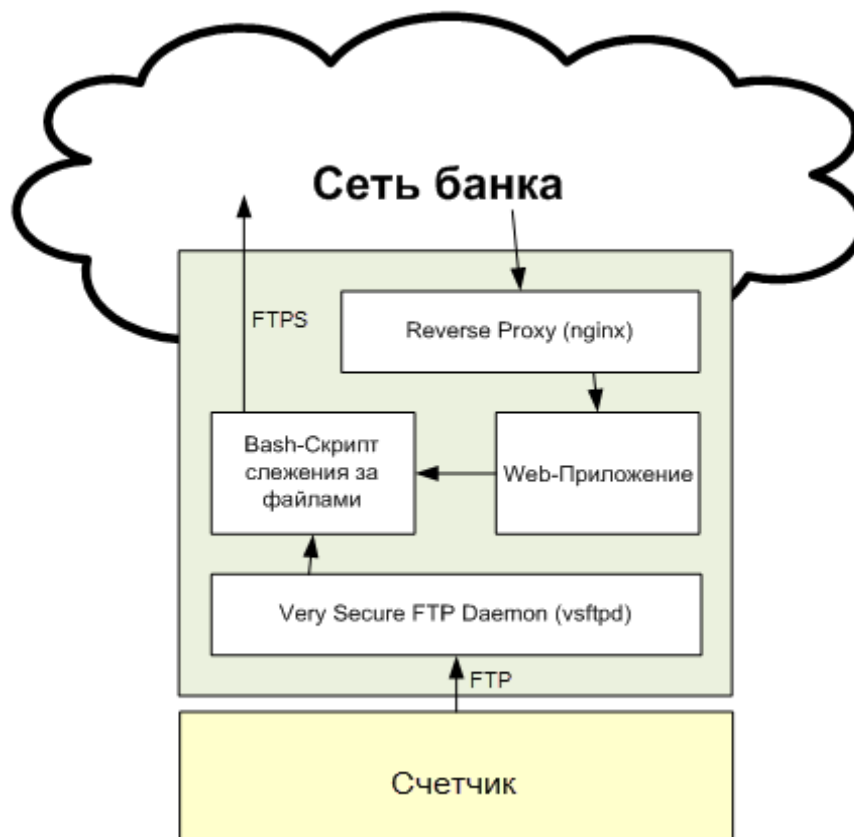 Сеть банка
FTPS
Reverse Proxy (nginx)
Bash-Скрипт
слежения за
файлами
Web-Приложение
Very Secure FTP Daemon (vsftpd)
FTP
Счетчик